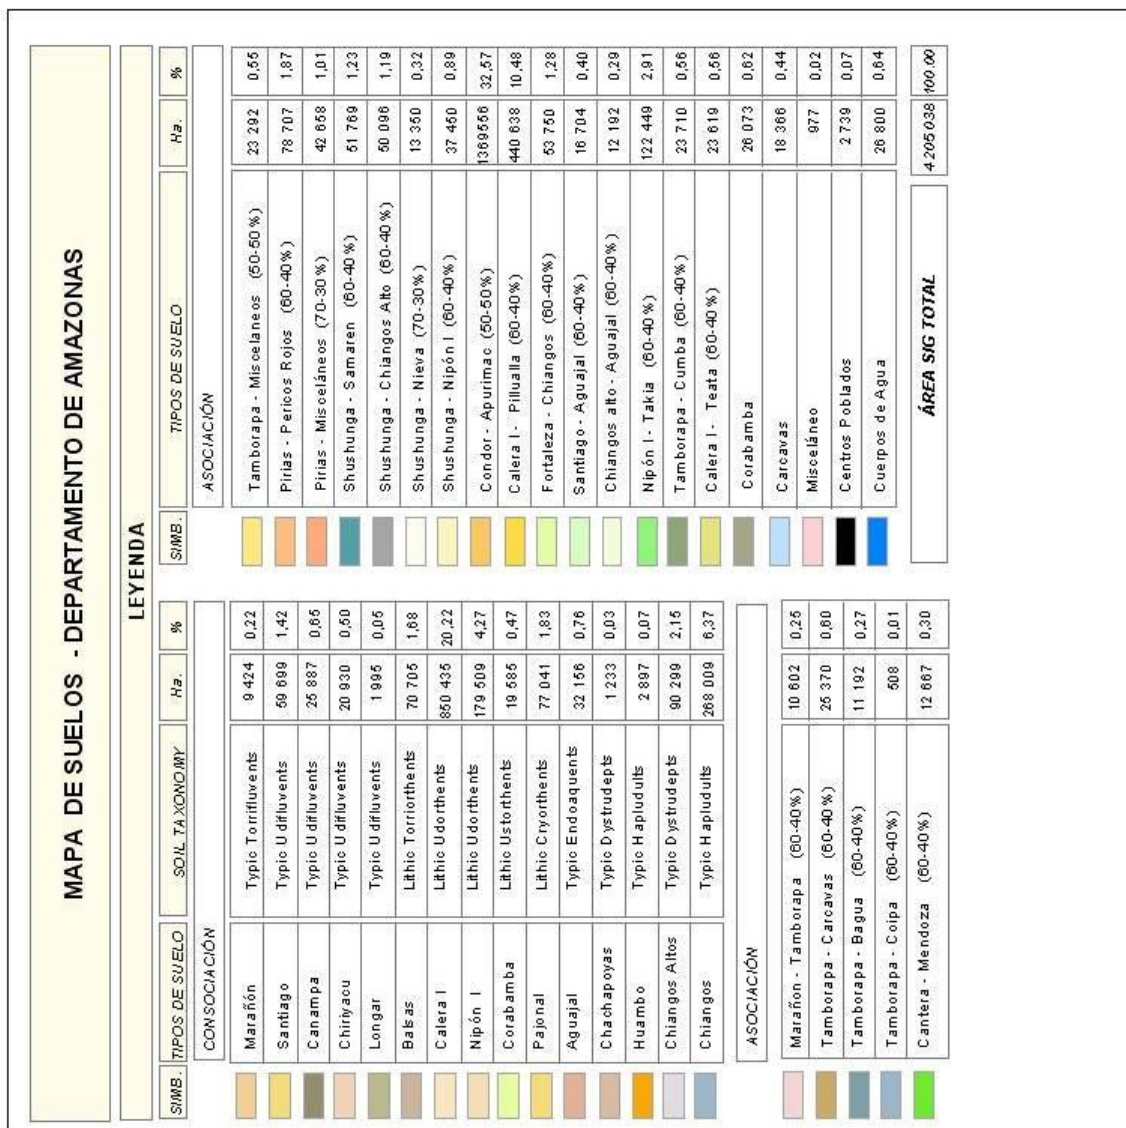 MAPA DE SUELOS - DEPARTAMENTO DE AMAZONAS
LEYENDA
SIMB. TIPOS DE SUELO SOIL TAXONOMY Ha. %
CONSOCIACIÓN
Marañón Typic Torrifluvents 9 424 0,22
Santiago Typic Udifluvents 59 699 1,42
Canampa Typic Udifluvents 25 887 0,65
Chiriyacu Typic Udifluvents 20 930 0,50
Longar Typic Udifluvents 1 995 0,05
Balsas Lithic Torriorthents 70 705 1,68
Calera I Lithic Udorthents 850 435 20,22
Nipón I Lithic Udorthents 179 509 4,27
Corabamba Lithic Ustorthents 19 585 0,47
Pajonal Lithic Cryorthents 77 041 1,83
Aguajal Typic Endoaquents 32 156 0,76
Chachapoyas Typic Dystrudepts 1 233 0,03
Huambo Typic Hapludults 2 897 0,07
Chiangos Altos Typic Dystrudepts 90 299 2,15
Chiangos Typic Hapludults 268 009 6,37
ASOCIACIÓN
Marañon - Tamborapa (60-40%) 10 602 0,25
Tamborapa - Carcavas (60-40%) 25 370 0,60
Tamborapa - Bagua (60-40%) 11 192 0,27
Tamborapa - Coipa (60-40%) 508 0,01
Cantera - Mendoza (60-40%) 12 667 0,30
SIMB. TIPOS DE SUELO Ha. %
ASOCIACIÓN
Tamborapa - Miscelaneos (50-50%) 23 292 0,55
Pirias - Pericos Rojos (60-40%) 78 707 1,87
Pirias - Misceláneos (70-30%) 42 658 1,01
Shushunga - Samaren (60-40%) 51 769 1,23
Shushunga - Chiangos Alto (60-40%) 50 096 1,19
Shushunga - Nieva (70-30%) 13 350 0,32
Shushunga - Nipón I (60-40%) 37 450 0,89
Condor - Apurimac (50-50%) 1369556 32,57
Calera I - Pillualla (60-40%) 440 638 10,48
Fortaleza - Chiangos (60-40%) 53 750 1,28
Santiago - Aguajal (60-40%) 16 704 0,40
Chiangos alto - Aguajal (60-40%) 12 192 0,29
Nipón I - Takia (60-40%) 122 449 2,91
Tamborapa - Cumba (60-40%) 23 710 0,56
Calera I - Teata (60-40%) 23 619 0,56
Corabamba 26 073 0,62
Carcavas 18 366 0,44
Misceláneo 977 0,02
Centros Poblados 2 739 0,07
Cuerpos de Agua 26 800 0,64
ÁREA SIG TOTAL 4 205 038 100.00